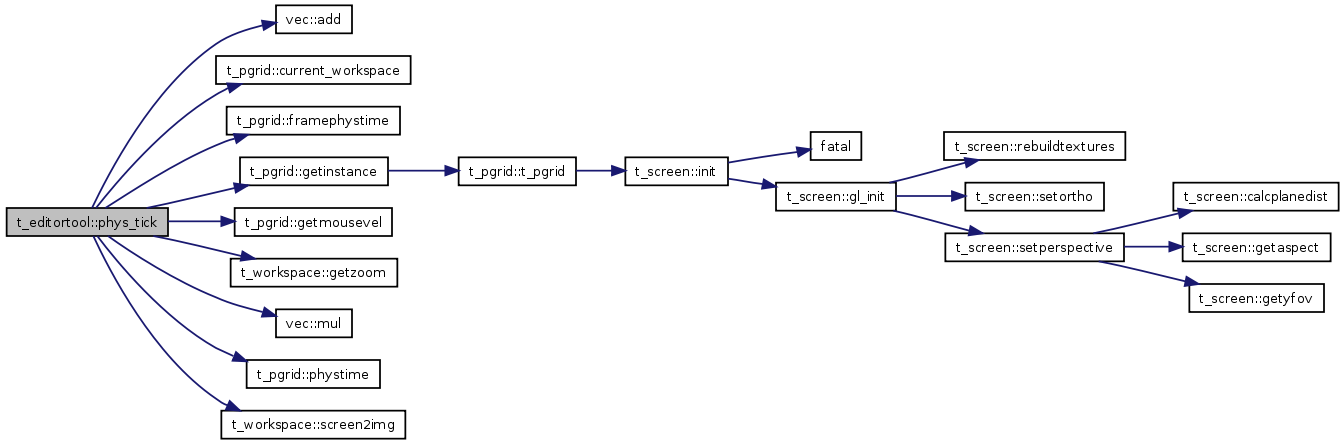 t_editortool::phys_tick
vec::add
t_pgrid::current_workspace
t_pgrid::framephystime
t_pgrid::getinstance
t_pgrid::getmousevel
t_workspace::getzoom
vec::mul
t_pgrid::phystime
t_workspace::screen2img
t_pgrid::t_pgrid
t_screen::init
fatal
t_screen::gl_init
t_screen::rebuildtextures
t_screen::setortho
t_screen::setperspective
t_screen::calcplanedist
t_screen::getaspect
t_screen::getyfov